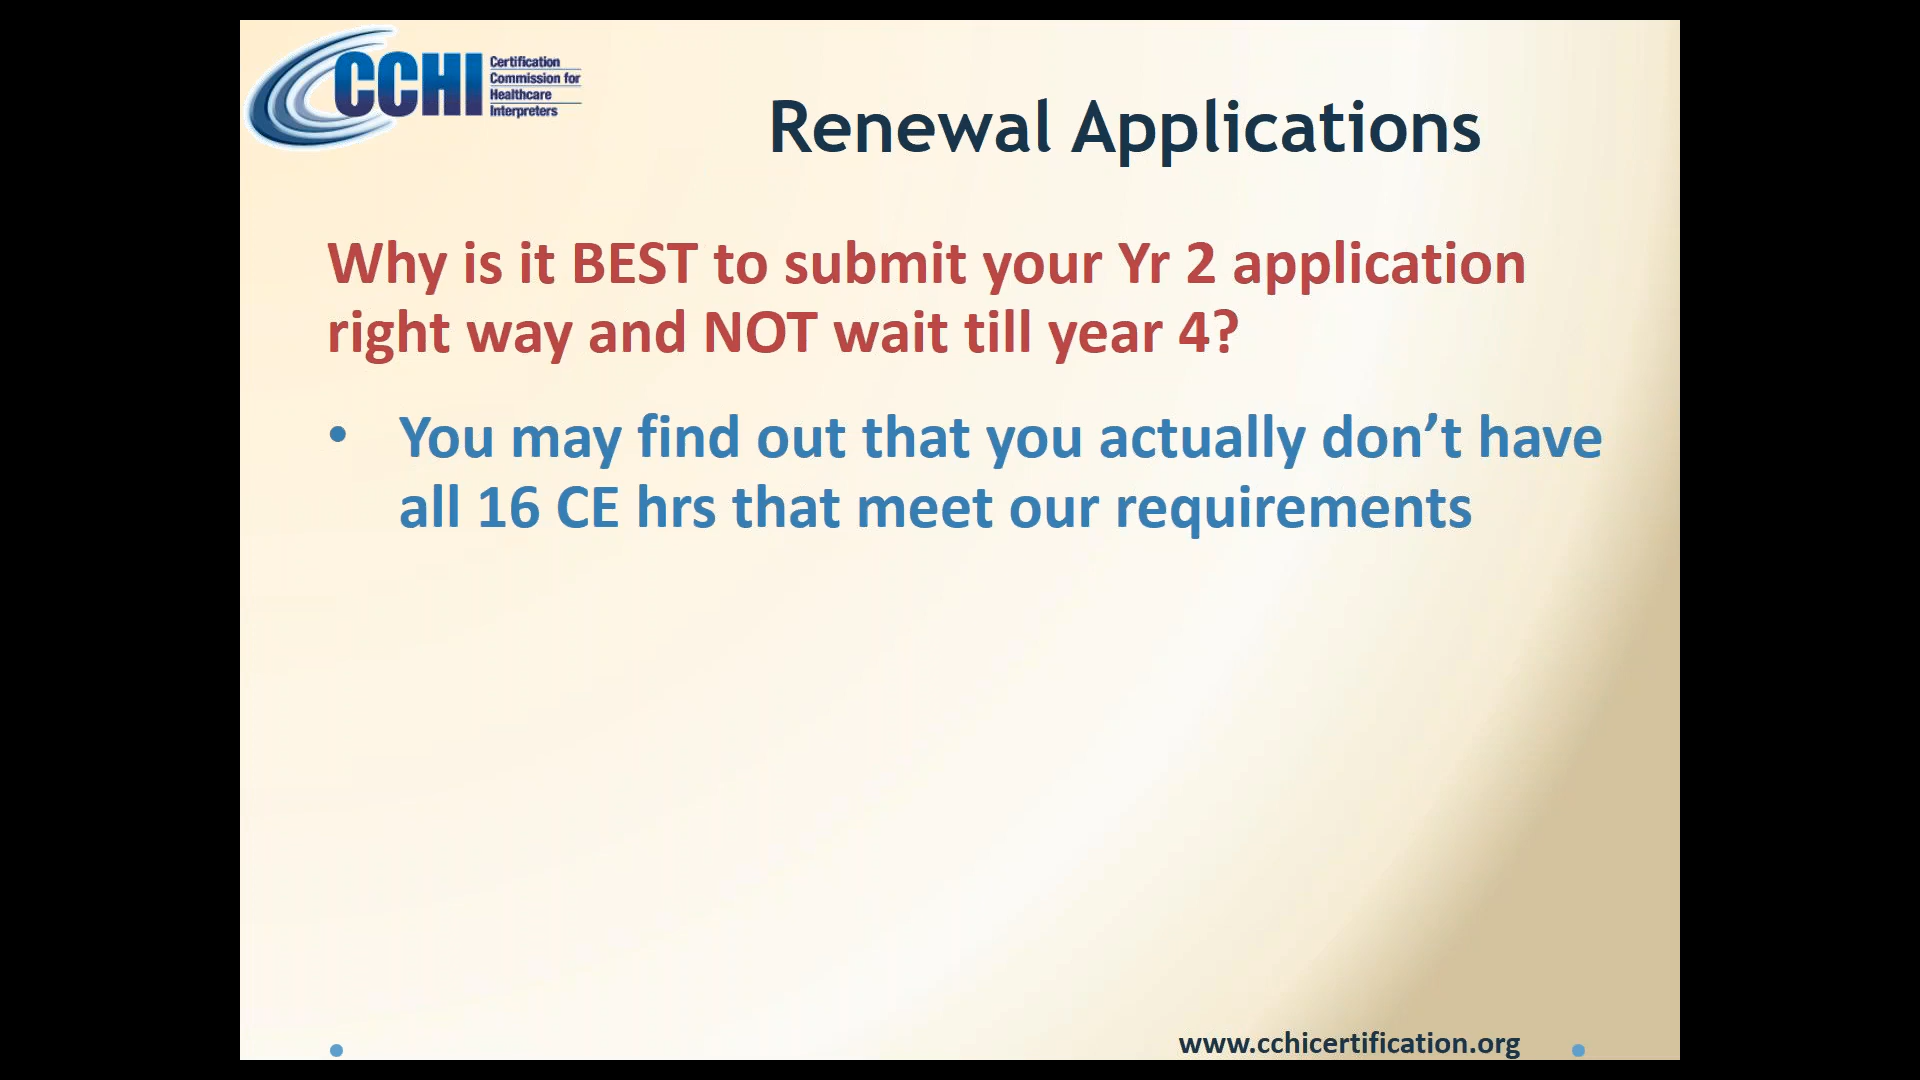 CCHI
Certification
Commission for
Healthcare
Interpreters
Renewal Applications
Why is it BEST to submit your Yr 2 application
right way and NOT wait till year 4?
• You may find out that you actually don’t have
all 16 CE hrs that meet our requirements
www.cchicertification.org